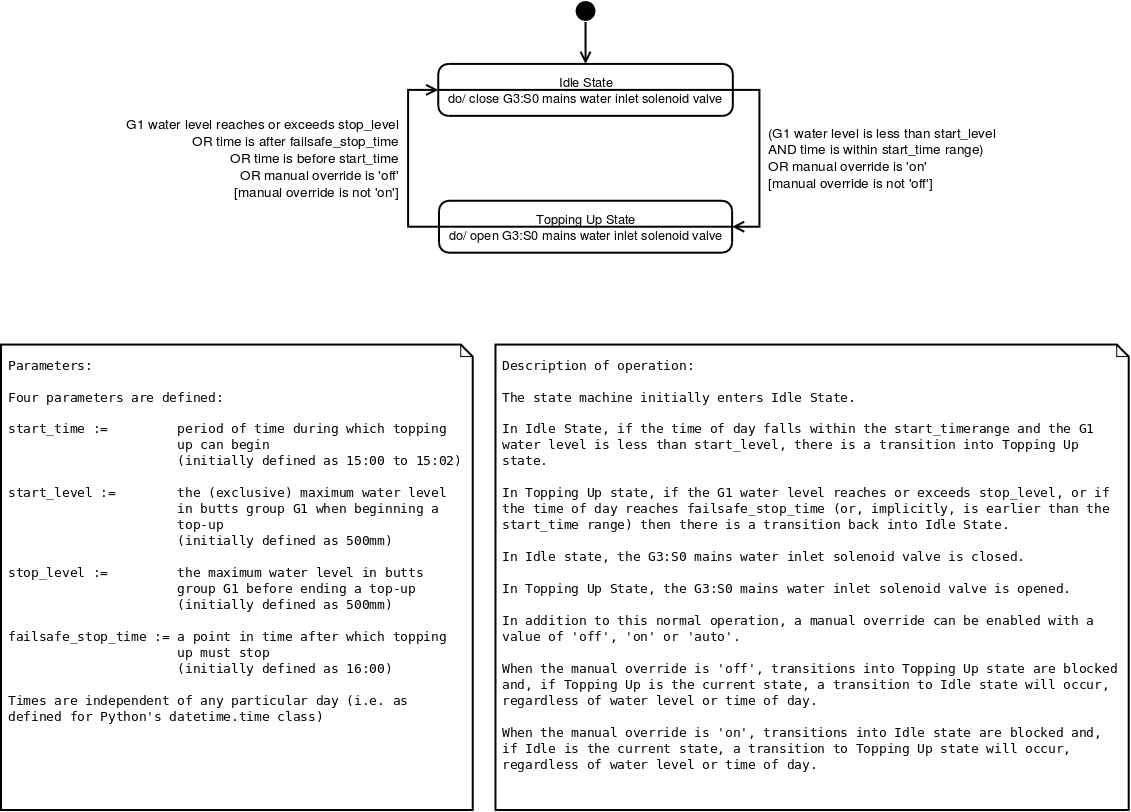 Idle State
do/ close G3:S0 mains water inlet solenoid valve
G1 water level reaches or exceeds stop_level
OR time is after failsafe_stop_time
OR time is before start_time
OR manual override is 'off'
[manual override is not 'on']
(G1 water level is less than start_level
AND time is within start_time range)
OR manual override is 'on'
[manual override is not 'off']
Topping Up State
do/ open G3:S0 mains water inlet solenoid valve
Parameters:
Four parameters are defined:
start_time := period of time during which topping
up can begin
(initially defined as 15:00 to 15:02)
start_level := the (exclusive) maximum water level
in butts group G1 when beginning a
top-up
(initially defined as 500mm)
stop_level := the maximum water level in butts
group G1 before ending a top-up
(initially defined as 500mm)
failsafe_stop_time := a point in time after which topping
up must stop
(initially defined as 16:00)
Times are independent of any particular day (i.e. as
defined for Python's datetime.time class)
Description of operation:
The state machine initially enters Idle State.
In Idle State, if the time of day falls within the start_timerange and the G1
water level is less than start_level, there is a transition into Topping Up
state.
In Topping Up state, if the G1 water level reaches or exceeds stop_level, or if
the time of day reaches failsafe_stop_time (or, implicitly, is earlier than the
start_time range) then there is a transition back into Idle State.
In Idle state, the G3:S0 mains water inlet solenoid valve is closed.
In Topping Up State, the G3:S0 mains water inlet solenoid valve is opened.
In addition to this normal operation, a manual override can be enabled with a
value of 'off', 'on' or 'auto'.
When the manual override is 'off', transitions into Topping Up state are blocked
and, if Topping Up is the current state, a transition to Idle state will occur,
regardless of water level or time of day.
When the manual override is 'on', transitions into Idle state are blocked and,
if Idle is the current state, a transition to Topping Up state will occur,
regardless of water level or time of day.